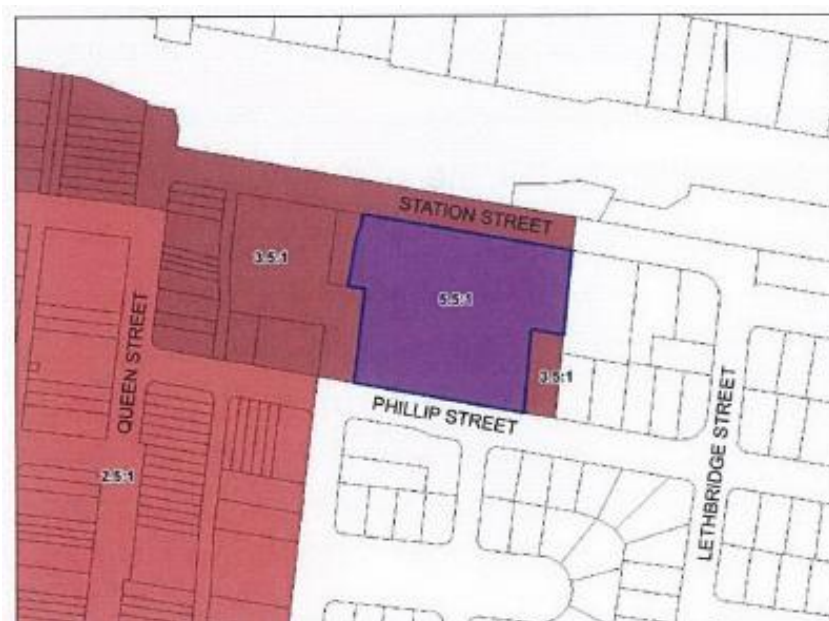 STATION STREET
3.5:1
5.5:1
QUEEN STREET
3.5:1
PHILLIP STREET
LETHBRIDGE STREET
2.5:1